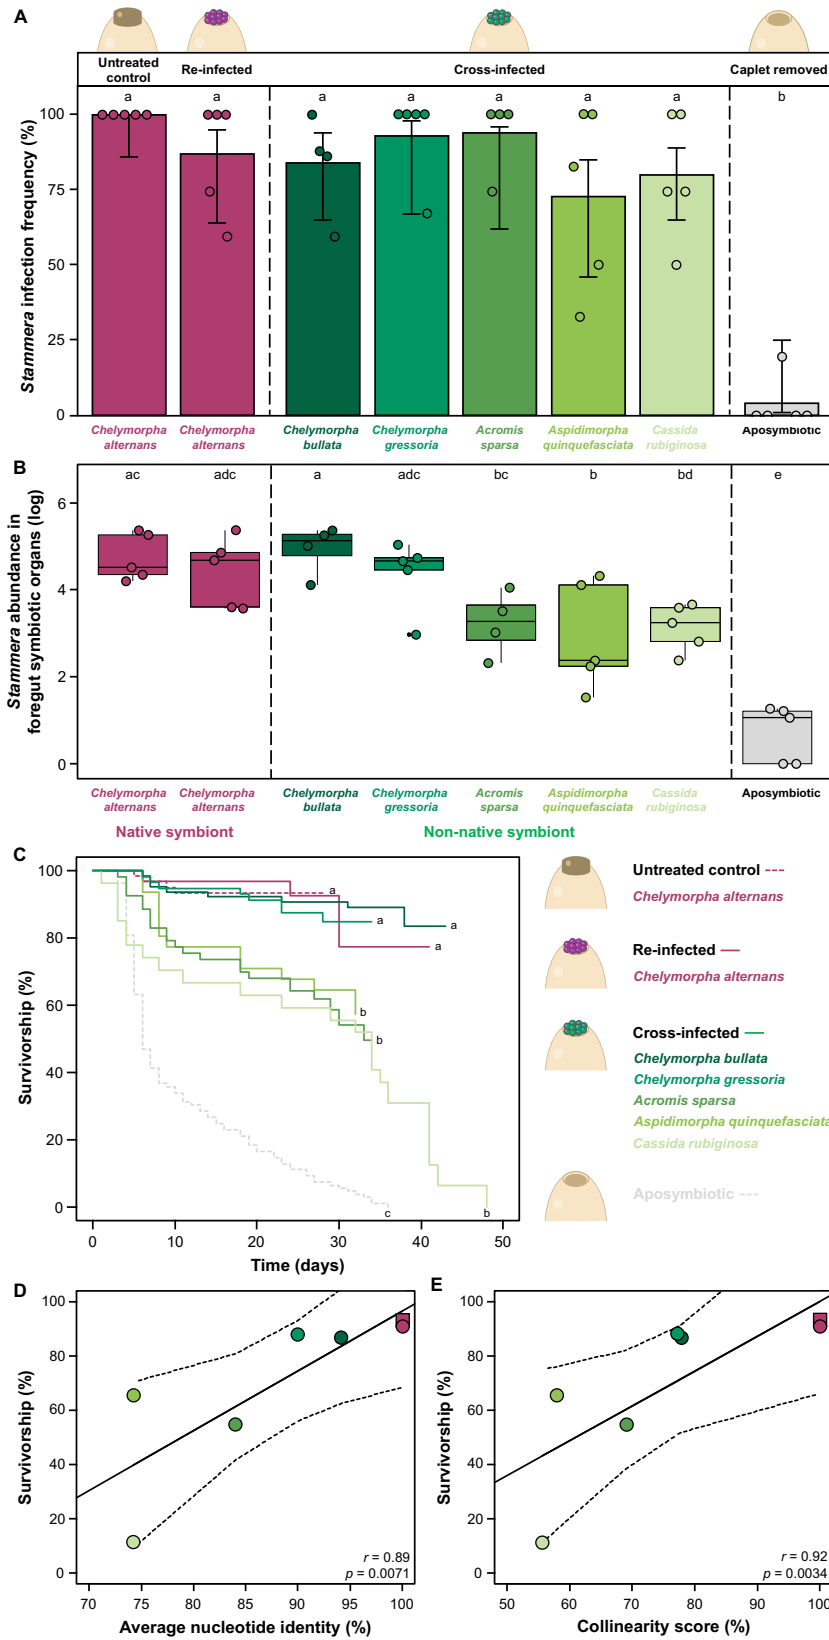 A
Untreated control
Re-infected
Cross-infected
Caplet removed
a
a
a
a
a
a
a
b
Stammera infection frequency (%)
100
75
50
25
0
Chelymorpha alternans
Chelymorpha alternans
Chelymorpha bullata
Chelymorpha gressoria
Acromis sparsa
Aspidimorpha quinquefasciata
Cassida rubiginosa
Aposymbiotic
B
ac
adc
a
adc
bc
b
bd
e
Stammera abundance in
foregut symbiotic organs (log)
6
4
2
0
Chelymorpha alternans
Chelymorpha alternans
Chelymorpha bullata
Chelymorpha gressoria
Acromis sparsa
Aspidimorpha quinquefasciata
Cassida rubiginosa
Aposymbiotic
Native symbiont
Non-native symbiont
C
Survivorship (%)
100
80
60
40
20
0
a
a
a
a
b
b
c
b
0
10
20
30
40
50
Time (days)
Untreated control
Chelymorpha alternans
Re-infected
Chelymorpha alternans
Cross-infected
Chelymorpha bullata
Chelymorpha gressoria
Acromis sparsa
Aspidimorpha quinquefasciata
Cassida rubiginosa
Aposymbiotic
D
Survivorship (%)
100
80
60
40
20
0
r = 0.89
p = 0.0071
70
75
80
85
90
95
100
Average nucleotide identity (%)
E
Survivorship (%)
100
80
60
40
20
0
r = 0.92
p = 0.0034
50
60
70
80
90
100
Collinearity score (%)